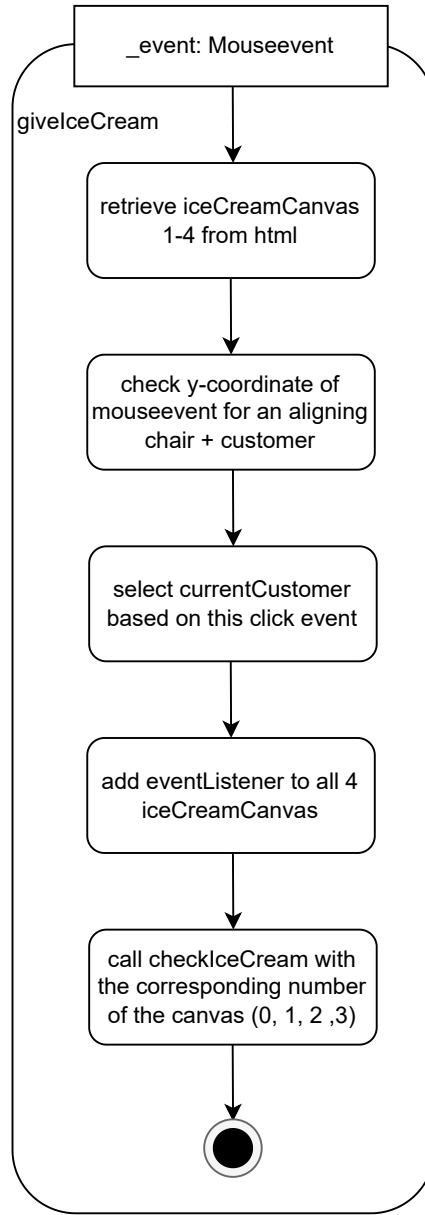 _event: Mouseevent
giveIceCream
retrieve iceCreamCanvas
1-4 from html
check y-coordinate of
mouseevent for an aligning
chair + customer
select currentCustomer
based on this click event
add eventListener to all 4
iceCreamCanvas
call checkIceCream with
the corresponding number
of the canvas (0, 1, 2 ,3)